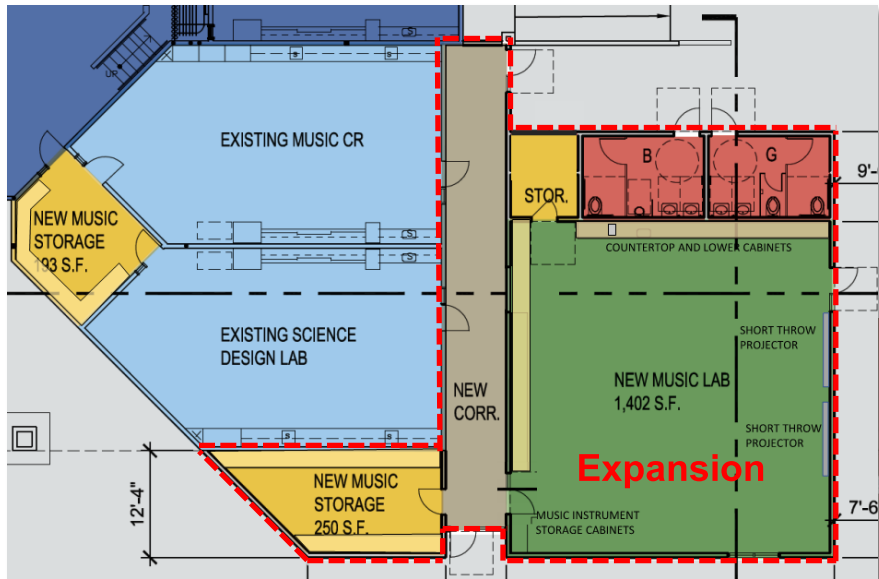 S
S
UP
EXISTING MUSIC CR
B
G
9'-
STOR.
NEW MUSIC
STORAGE
193 S.F.
S
COUNTERTOP AND LOWER CABINETS
S
EXISTING SCIENCE
DESIGN LAB
SHORT THROW
PROJECTOR
NEW MUSIC LAB
1,402 S.F.
NEW
CORR.
SHORT THROW
PROJECTOR
S
S
Expansion
NEW MUSIC
STORAGE
250 S.F.
12'-4"
MUSIC INSTRUMENT
STORAGE CABINETS
7'-6